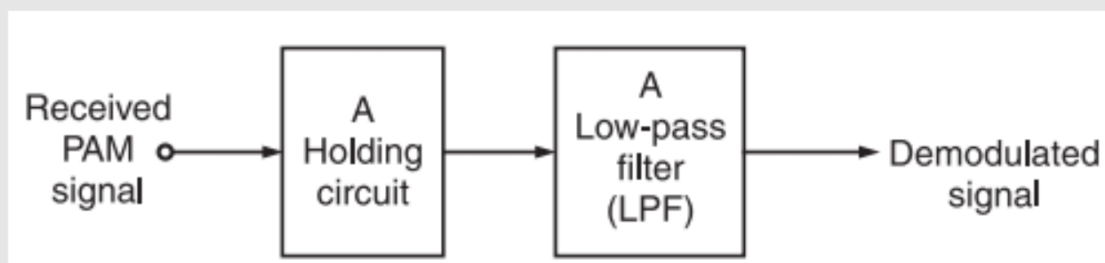 Received
PAM
signal
A
Holding
circuit
A
Low-pass
filter
(LPF)
Demodulated
signal